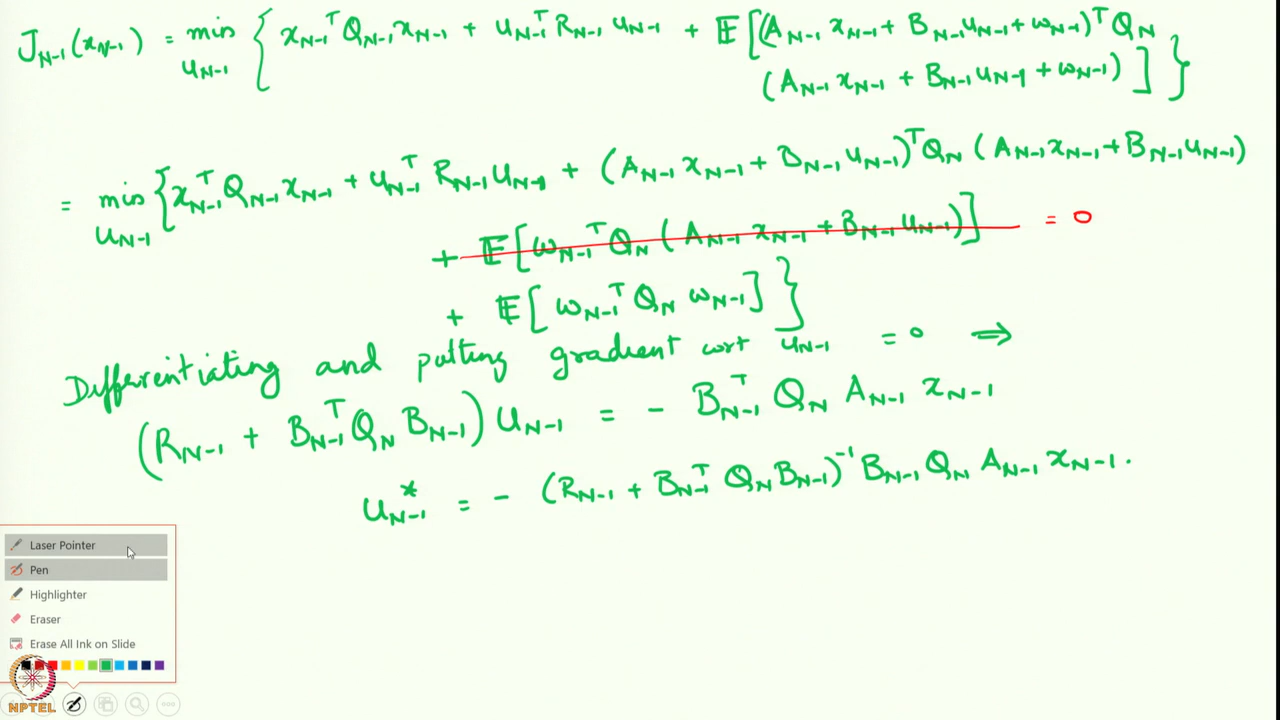 J_{N-1}(x_{N-1}) = min_{u_{N-1}} { x_{N-1}^T Q_{N-1} x_{N-1} + u_{N-1}^T R_{N-1} u_{N-1} + 𝔼[(A_{N-1} x_{N-1} + B_{N-1} u_{N-1} + w_{N-1})^T Q_N
(A_{N-1} x_{N-1} + B_{N-1} u_{N-1} + w_{N-1})] }
= min_{u_{N-1}} { x_{N-1}^T Q_{N-1} x_{N-1} + u_{N-1}^T R_{N-1} u_{N-1} + (A_{N-1} x_{N-1} + B_{N-1} u_{N-1})^T Q_N (A_{N-1} x_{N-1} + B_{N-1} u_{N-1})
+ 𝔼[w_{N-1}^T Q_N (A_{N-1} x_{N-1} + B_{N-1} u_{N-1})] = 0
+ 𝔼[w_{N-1}^T Q_N w_{N-1}] }
Differentiating and putting gradient wrt u_{N-1} = 0 ⇒
(R_{N-1} + B_{N-1}^T Q_N B_{N-1}) u_{N-1} = - B_{N-1}^T Q_N A_{N-1} x_{N-1}
u_{N-1}^* = - (R_{N-1} + B_{N-1}^T Q_N B_{N-1})^{-1} B_{N-1} Q_N A_{N-1} x_{N-1}.
Laser Pointer
Pen
Highlighter
Eraser
Erase All Ink on Slide
NPTEL